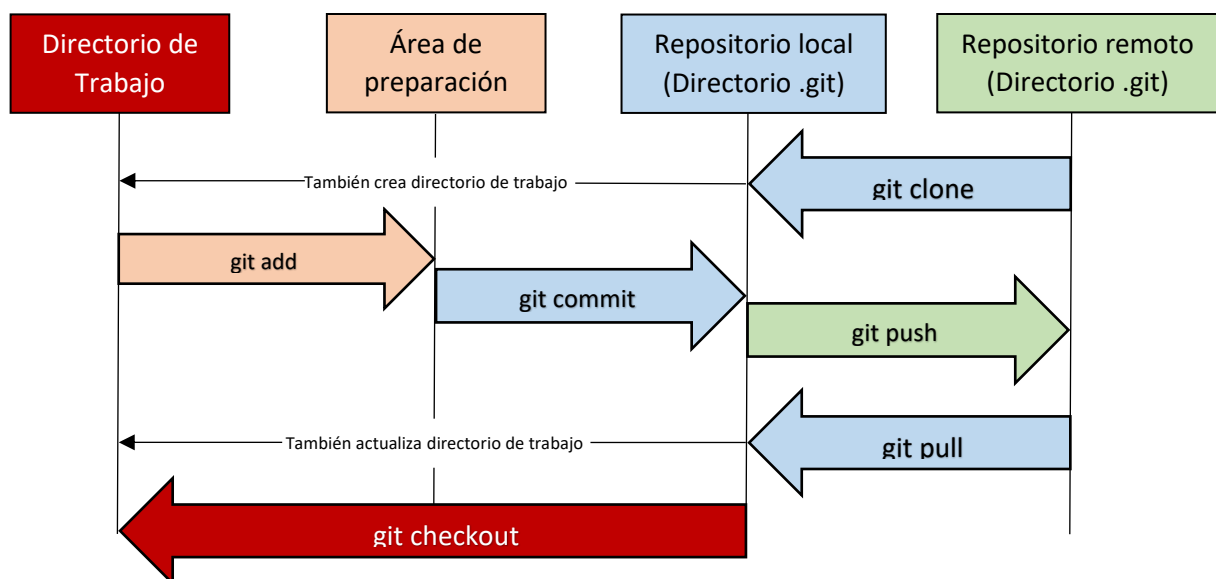 Directorio de
Trabajo
Área de
preparación
Repositorio local
(Directorio .git)
Repositorio remoto
(Directorio .git)
También crea directorio de trabajo
git clone
git add
git commit
git push
También actualiza directorio de trabajo
git pull
git checkout